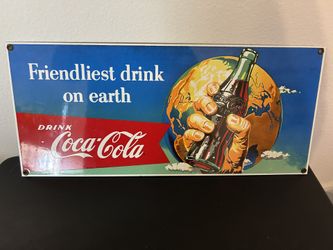 Friendliest drink
on earth
DRINK
Coca-Cola